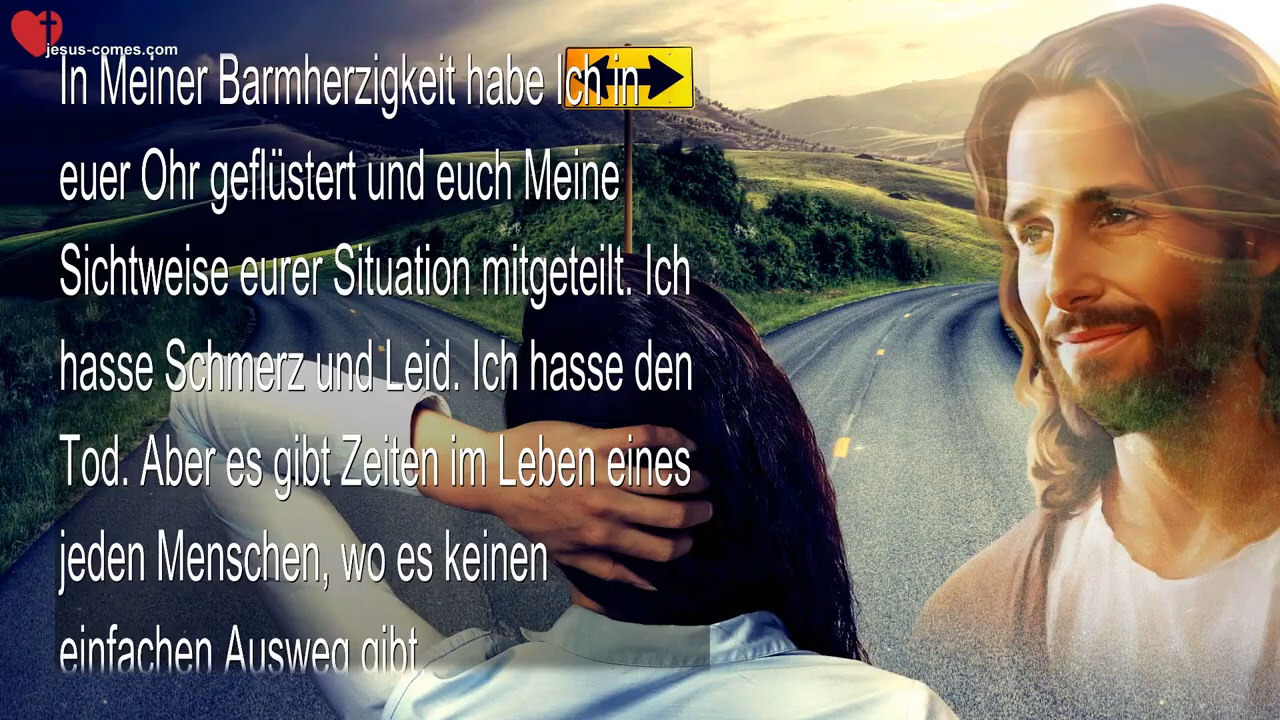 jesus-comes.com
In Meiner Barmherzigkeit habe Ich in
euer Ohr geflüstert und euch Meine
Sichtweise eurer Situation mitgeteilt. Ich
hasse Schmerz und Leid. Ich hasse den
Tod. Aber es gibt Zeiten im Leben eines
jeden Menschen, wo es keinen
einfachen Ausweg gibt.